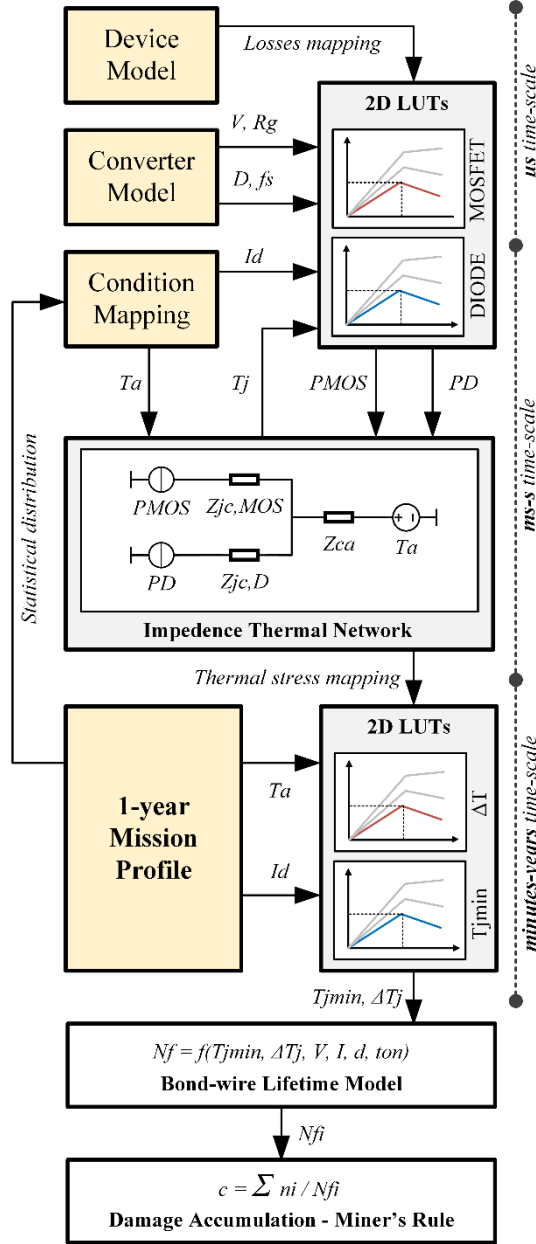 Device
Model
Losses mapping
2D LUTs
MOSFET
DIODE
us time-scale
V, Rg
Converter
Model
D, fs
Condition
Mapping
Id
Ta
Tj
PMOS
PD
ms-s time-scale
Statistical distribution
PMOS
Zjc,MOS
PD
Zjc,D
Zca
Ta
Impedence Thermal Network
Thermal stress mapping
1-year
Mission
Profile
Ta
Id
2D LUTs
ΔT
Tjmin
minutes-years time-scale
Tjmin, ΔTj
Nf = f(Tjmin, ΔTj, V, I, d, ton)
Bond-wire Lifetime Model
Nfi
c = ∑ ni / Nfi
Damage Accumulation - Miner's Rule